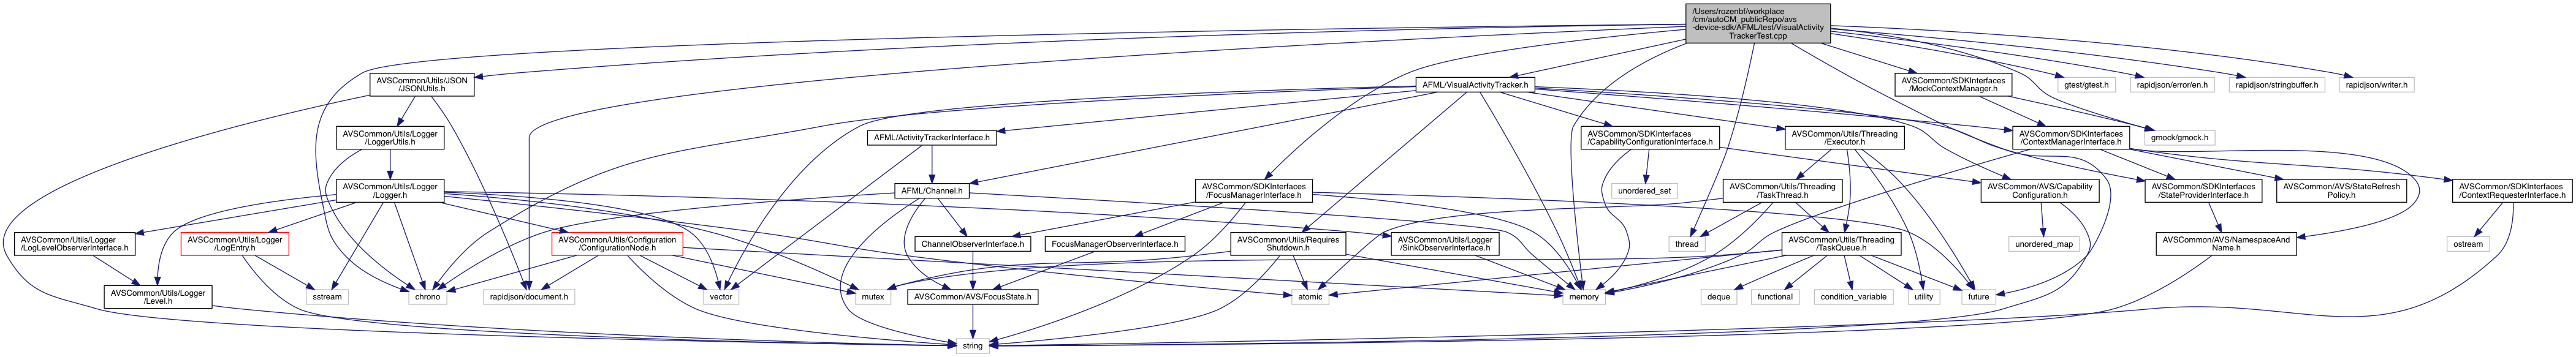 /Users/rozenbf/workplace
/cm/autoCM_publicRepo/avs
-device-sdk/AFML/test/VisualActivity
TrackerTest.cpp
AVSCommon/Utils/JSON
/JSONUtils.h
AFML/VisualActivityTracker.h
AVSCommon/SDKInterfaces
/MockContextManager.h
gtest/gtest.h
rapidjson/error/en.h
rapidjson/stringbuffer.h
rapidjson/writer.h
AVSCommon/Utils/Logger
/LoggerUtils.h
AFML/ActivityTrackerInterface.h
AVSCommon/SDKInterfaces
/CapabilityConfigurationInterface.h
AVSCommon/Utils/Threading
/Executor.h
AVSCommon/SDKInterfaces
/ContextManagerInterface.h
gmock/gmock.h
AVSCommon/Utils/Logger
/Logger.h
AFML/Channel.h
AVSCommon/SDKInterfaces
/FocusManagerInterface.h
unordered_set
AVSCommon/Utils/Threading
/TaskThread.h
AVSCommon/AVS/Capability
Configuration.h
AVSCommon/SDKInterfaces
/StateProviderInterface.h
AVSCommon/AVS/StateRefresh
Policy.h
AVSCommon/SDKInterfaces
/ContextRequesterInterface.h
AVSCommon/Utils/Logger
/LogLevelObserverInterface.h
AVSCommon/Utils/Logger
/LogEntry.h
AVSCommon/Utils/Configuration
/ConfigurationNode.h
AVSCommon/Utils/Logger
/SinkObserverInterface.h
ChannelObserverInterface.h
FocusManagerObserverInterface.h
AVSCommon/Utils/Requires
Shutdown.h
thread
AVSCommon/Utils/Threading
/TaskQueue.h
unordered_map
AVSCommon/AVS/NamespaceAnd
Name.h
ostream
AVSCommon/Utils/Logger
/Level.h
sstream
chrono
rapidjson/document.h
vector
mutex
AVSCommon/AVS/FocusState.h
atomic
memory
deque
functional
condition_variable
utility
future
string